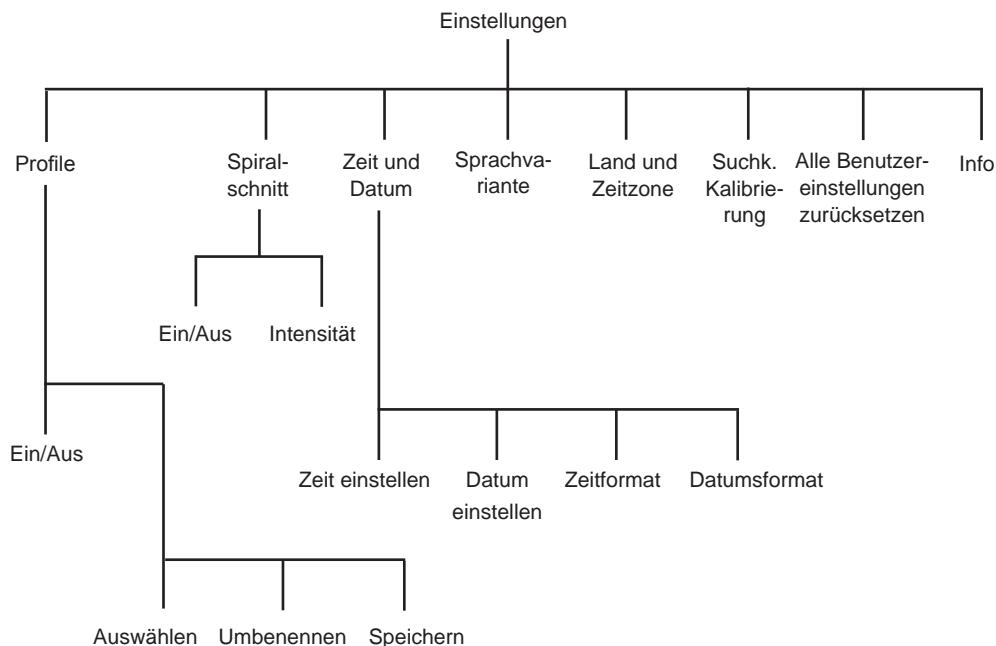 Einstellungen
Profile
Spiral-
schnitt
Zeit und
Datum
Sprachva-
riante
Land und
Zeitzone
Suchk.
Kalibrie-
rung
Alle Benutzer-
einstellungen
zurücksetzen
Info
Ein/Aus
Intensität
Ein/Aus
Zeit einstellen
Datum
einstellen
Zeitformat
Datumsformat
Auswählen
Umbenennen
Speichern